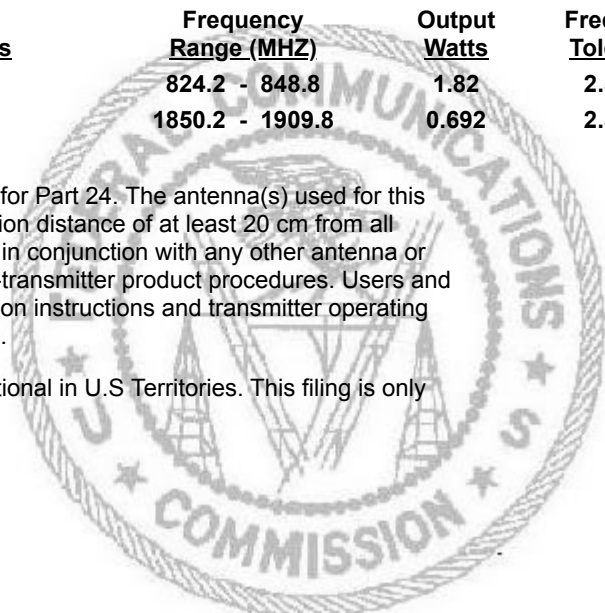 Frequency Output
Range (MHZ) Watts
824.2 - 848.8 1.82 2.
1850.2 - 1909.8 0.692 2.
for Part 24. The antenna(s) used for this
ion distance of at least 20 cm from all
in conjunction with any other antenna or
-transmitter product procedures. Users and
on instructions and transmitter operating
.
tional in U.S Territories. This filing is only
FEDERAL COMMUNICATIONS
U S
COMMISSION